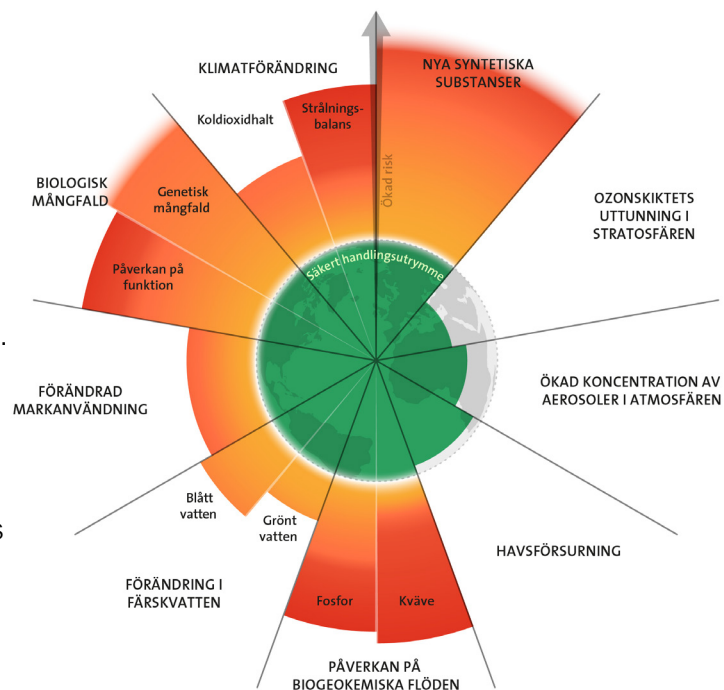 KLIMATFÖRÄNDRING
Koldioxidhalt
Strålnings-
balans
NYA SYNTETISKA
SUBSTANSER
Ökad risk
BIOLOGISK
MÅNGFALD
Genetisk
mångfald
Påverkan på
funktion
Säkert handlingsutrymme
OZONSKIKTETS
UTTUNNING I
STRATOSFÄREN
.
FÖRÄNDRAD
MARKANVÄNDNING
ÖKAD KONCENTRATION AV
AEROSOLER I ATMOSFÄREN
Blått
vatten
Grönt
vatten
S
HAVSFÖRSURNING
FÖRÄNDRING I
FÄRSKVATTEN
Fosfor
Kväve
PÅVERKAN PÅ
BIOGEOKEMISKA FLÖDEN